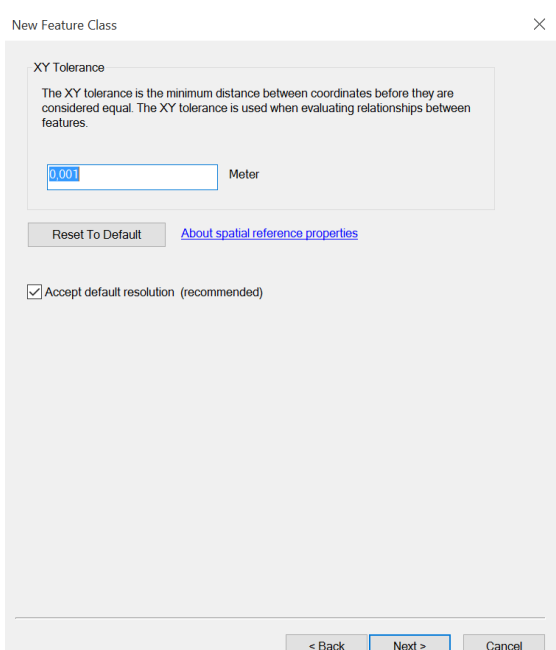 New Feature Class
XY Tolerance
The XY tolerance is the minimum distance between coordinates before they are
considered equal. The XY tolerance is used when evaluating relationships between
features.
0,001 Meter
Reset To Default About spatial reference properties
Accept default resolution (recommended)
< Back Next > Cancel